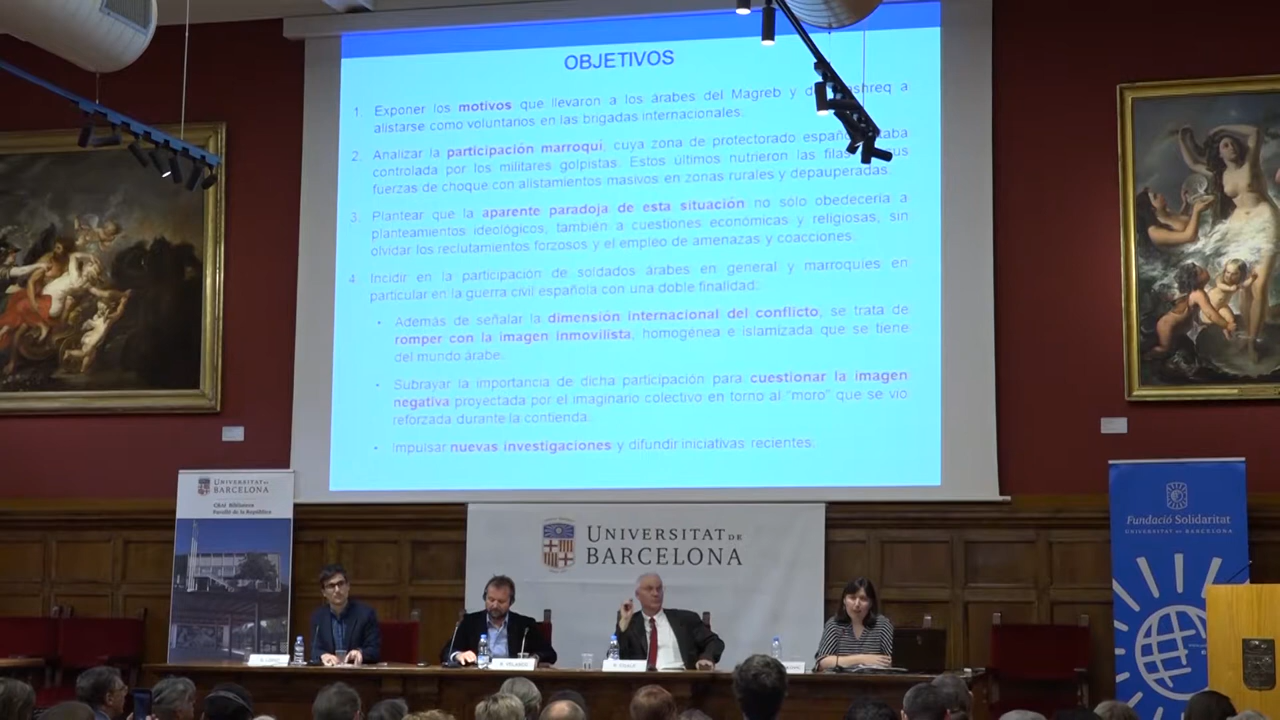 OBJETIVOS
1. Exponer los motivos que llevaron a los árabes del Magreb y a
alistarse como voluntarios en las brigadas internacionales.
2. Analizar la participación marroquí, cuya zona de protectorado
controlada por los militares golpistas. Estos últimos nutrieron las
fuerzas de choque con alistamientos masivos en zonas rurales y depauperadas.
3. Plantear que la aparente paradoja de esta situación no sólo obedecería a
planteamientos ideológicos, también a cuestiones económicas y religiosas, sin
olvidar los reclutamientos forzosos y el empleo de amenazas y coacciones.
4. Incidir en la participación de soldados árabes en general y marroquíes en
particular en la guerra civil española con una doble finalidad:
• Además de señalar la dimensión internacional del conflicto, se trata de
romper con la imagen inmovilista, homogénea e islamizada que se tiene
del mundo árabe.
• Subrayar la importancia de dicha participación para cuestionar la imagen
negativa proyectada por el imaginario colectivo en torno al “moro” que se vio
reforzada durante la contienda.
• Impulsar nuevas investigaciones y difundir iniciativas recientes.
UNIVERSITAT DE
BARCELONA
CRAI Biblioteca
Pavelló de la República
UNIVERSITAT DE
BARCELONA
Fundació Solidaritat
UNIVERSITAT DE BARCELONA